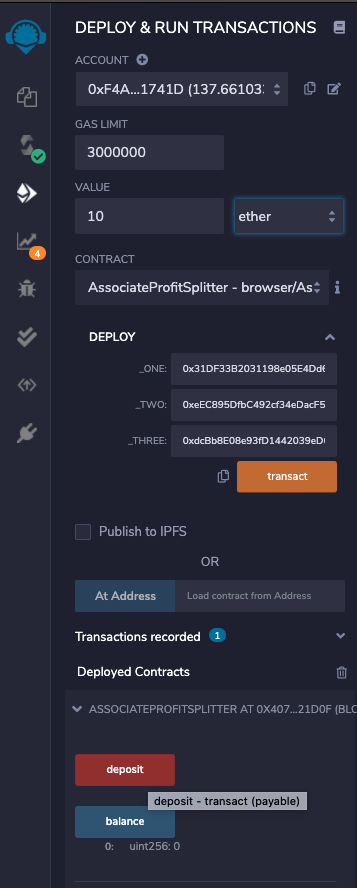 DEPLOY & RUN TRANSACTIONS
ACCOUNT
0xF4A...1741D (137.66103
GAS LIMIT
3000000
VALUE
10 ether
CONTRACT
AssociateProfitSplitter - browser/As
DEPLOY
_ONE: 0x31DF33B2031198e05E4Dd6
_TWO: 0xeEC895DfbC492cf34eDacF5
_THREE: 0xdcBb8E08e93fD1442039eD
transact
Publish to IPFS
OR
At Address Load contract from Address
Transactions recorded 1
Deployed Contracts
ASSOCIATEPROFITSPLITTER AT 0X407...21D0F (BLO
deposit
deposit - transact (payable)
balance
0: uint256: 0
4